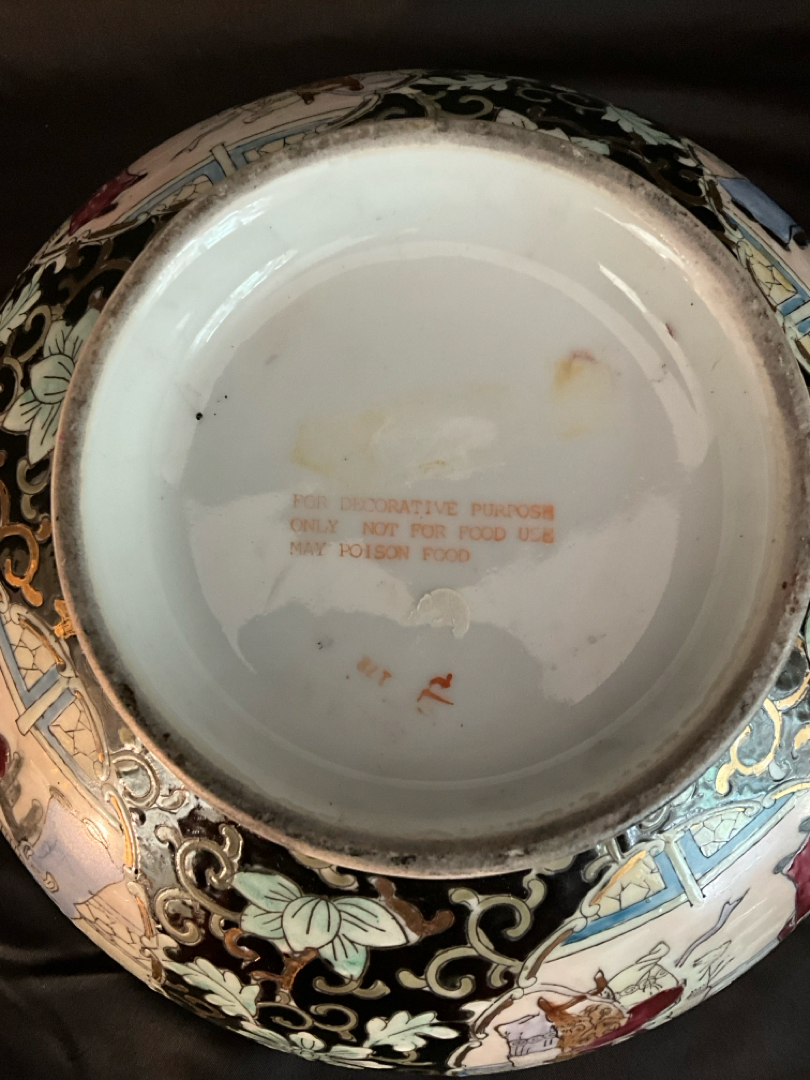 FOR DECORATIVE PURPOSE
ONLY NOT FOR FOOD USE
MAY POISON FOOD